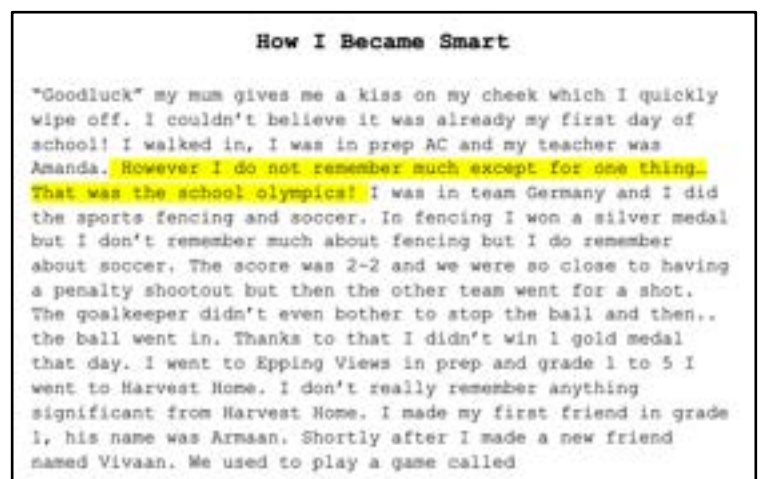 How I Became Smart
"Goodluck" my mum gives me a kiss on my cheek which I quickly
wipe off. I couldn't believe it was already my first day of
school! I walked in, I was in prep AC and my teacher was
Amanda. However I do not remember much except for one thing…
That was the school olympics! I was in team Germany and I did
the sports fencing and soccer. In fencing I won a silver medal
but I don't remember much about fencing but I do remember
about soccer. The score was 2-2 and we were so close to having
a penalty shootout but then the other team went for a shot.
The goalkeeper didn't even bother to stop the ball and then..
the ball went in. Thanks to that I didn't win 1 gold medal
that day. I went to Epping Views in prep and grade 1 to 5 I
went to Harvest Home. I don't really remember anything
significant from Harvest Home. I made my first friend in grade
1, his name was Armaan. Shortly after I made a new friend
named Vivaan. We used to play a game called